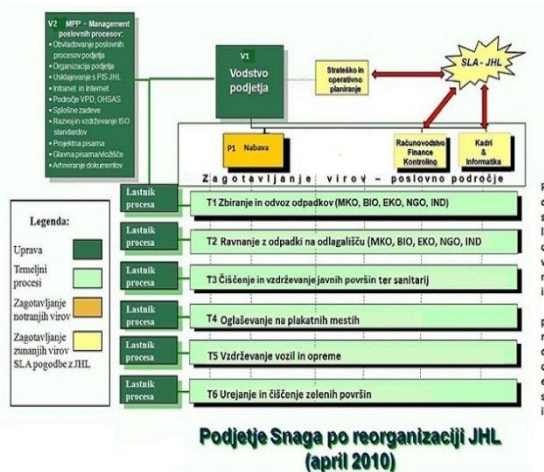 V2 MPP – Management
poslovnih procesov:
• Obvladovanje poslovnih
procesov podjetja
• Organizacija podjetja
• Usklajevanje s PIS JHL
• Intranet in Internet
• Področje VPD, OHSAS
• Splošne zadeve
• Razvoj in vzdrževanje ISO
standardov
• Projektna pisarna
• Glavna pisarna/vložišče
• Arhiviranje dokumentov
V1
Vodstvo
podjetja
Strateško in
operativno
planiranje
SLA - JHL
P1 Nabava
Računovodstvo
Finance
Kontroling
Kadri
&
Informatika
Zagotavljanje virov – poslovno področje
Lastnik
procesa
T1 Zbiranje in odvoz odpadkov (MKO, BIO, EKO, NGO, IND)
Lastnik
procesa
T2 Ravnanje z odpadki na odlagališču (MKO, BIO, EKO, NGO, IND
Lastnik
procesa
T3 Čiščenje in vzdrževanje javnih površin ter sanitarij
Lastnik
procesa
T4 Oglaševanje na plakatnih mestih
Lastnik
procesa
T5 Vzdrževanje vozil in opreme
Lastnik
procesa
T6 Urejanje in čiščenje zelenih površin
Legenda:
Uprava
Temeljni
procesi
Zagotavljanje
notranjih virov
Zagotavljanje
zunanjih virov
SLA pogodbe z JHL
Podjetje Snaga po reorganizaciji JHL
(april 2010)